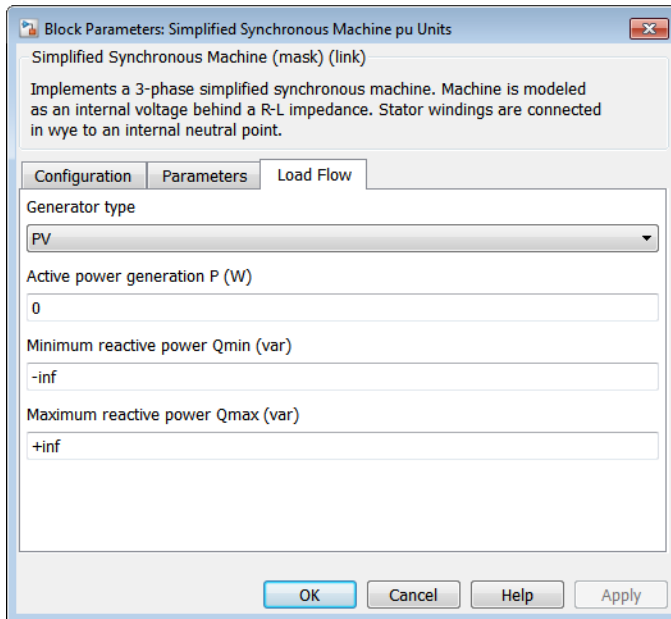 Block Parameters: Simplified Synchronous Machine pu Units
Simplified Synchronous Machine (mask) (link)
Implements a 3-phase simplified synchronous machine. Machine is modeled
as an internal voltage behind a R-L impedance. Stator windings are connected
in wye to an internal neutral point.
Configuration Parameters Load Flow
Generator type
PV
Active power generation P (W)
0
Minimum reactive power Qmin (var)
-inf
Maximum reactive power Qmax (var)
+inf
OK Cancel Help Apply